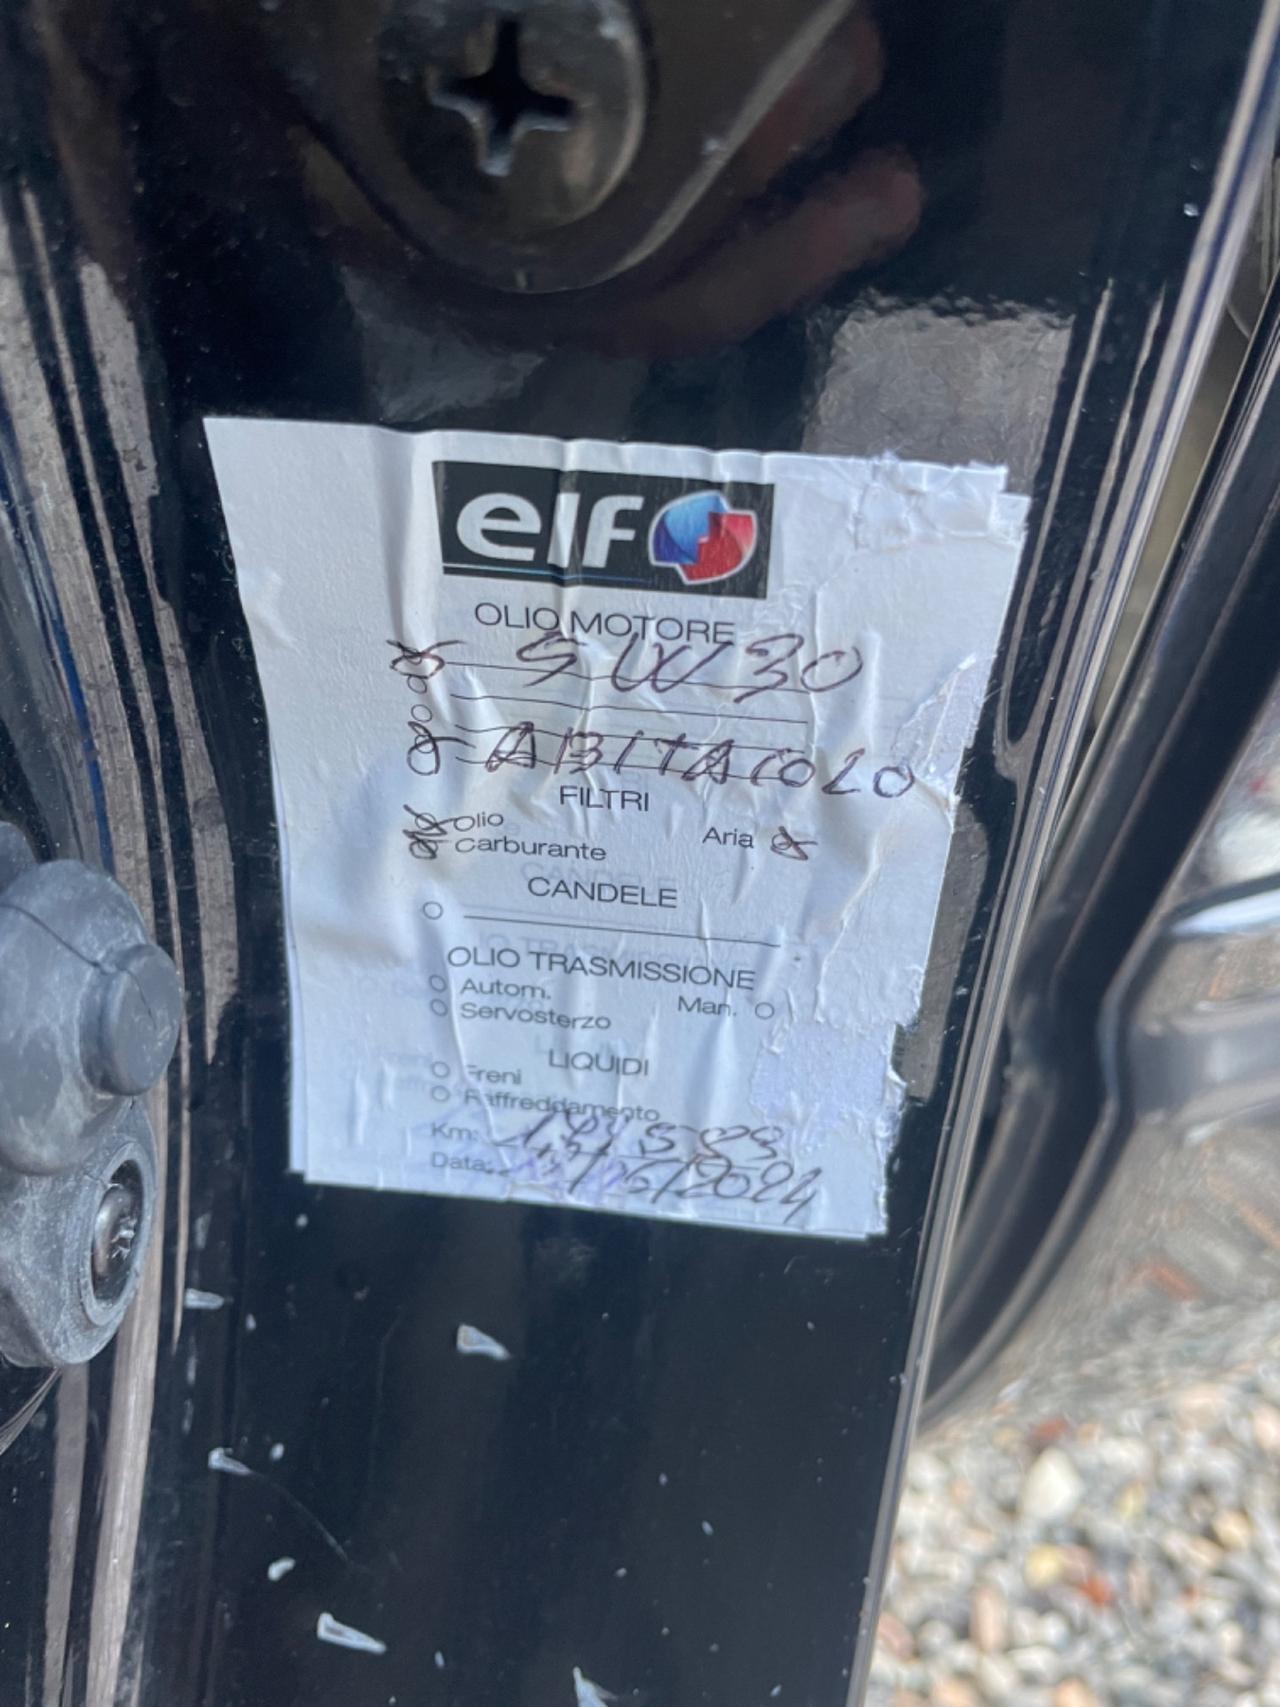 elf
OLIO MOTORE
5W30
ABITACOLO
FILTRI
Olio Aria
Carburante
CANDELE
OLIO TRASMISSIONE
Autom. Man.
Servosterzo
LIQUIDI
Freni
Raffreddamento
Km:
Data: /2024